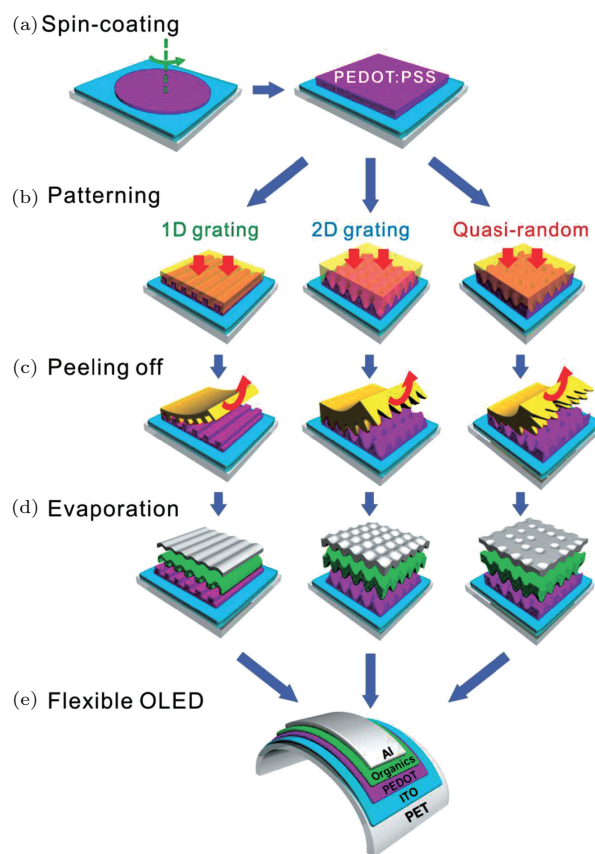 (a) Spin-coating
PEDOT:PSS
(b) Patterning
1D grating
2D grating
Quasi-random
(c) Peeling off
(d) Evaporation
(e) Flexible OLED
Al
Organics
PEDOT
ITO
PET